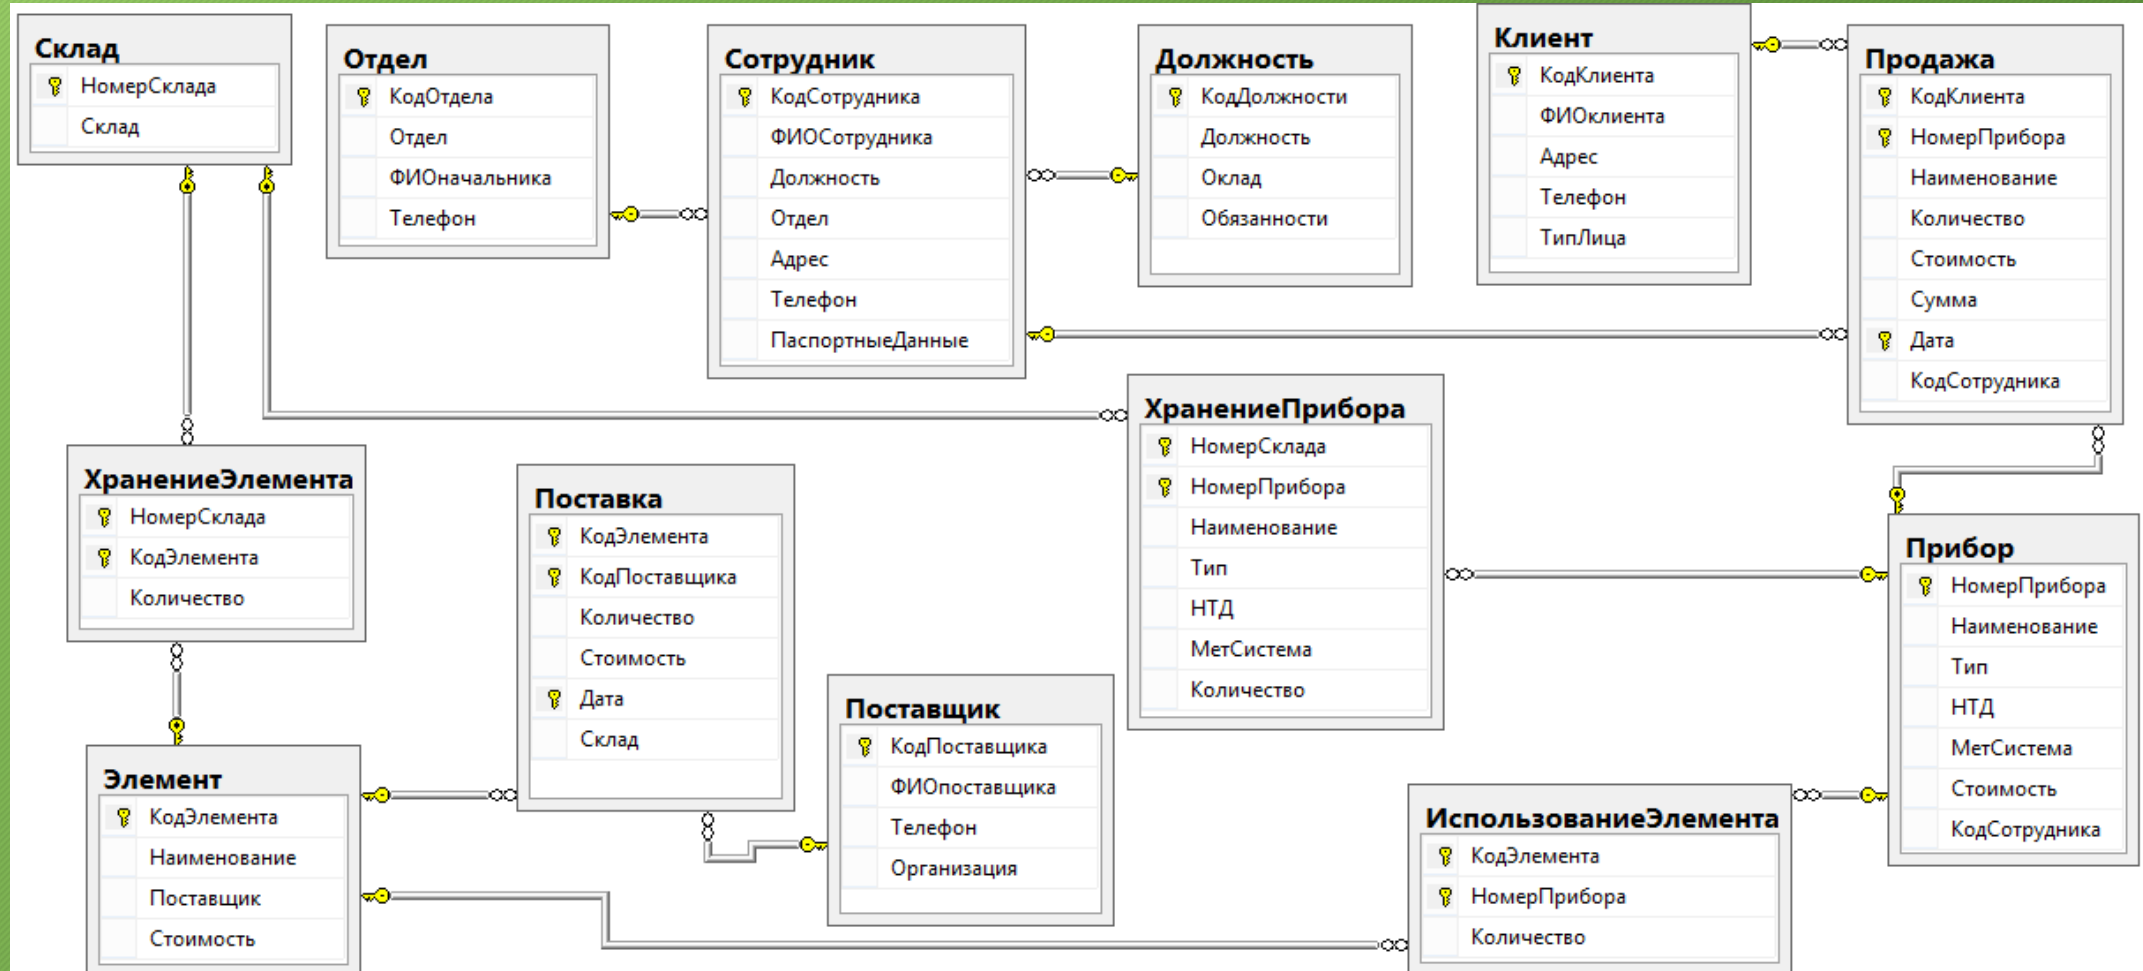 Склад
НомерСклада
Склад
Отдел
КодОтдела
Отдел
ФИОначальника
Телефон
Сотрудник
КодСотрудника
ФИОСотрудника
Должность
Отдел
Адрес
Телефон
ПаспортныеДанные
Должность
КодДолжности
Должность
Оклад
Обязанности
Клиент
КодКлиента
ФИОклиента
Адрес
Телефон
ТипЛица
Продажа
КодКлиента
НомерПрибора
Наименование
Количество
Стоимость
Сумма
Дата
КодСотрудника
ХранениеЭлемента
НомерСклада
КодЭлемента
Количество
Поставка
КодЭлемента
КодПоставщика
Количество
Стоимость
Дата
Склад
ХранениеПрибора
НомерСклада
НомерПрибора
Наименование
Тип
НТД
МетСистема
Количество
Прибор
НомерПрибора
Наименование
Тип
НТД
МетСистема
Стоимость
КодСотрудника
Поставщик
КодПоставщика
ФИОпоставщика
Телефон
Организация
Элемент
КодЭлемента
Наименование
Поставщик
Стоимость
ИспользованиеЭлемента
КодЭлемента
НомерПрибора
Количество